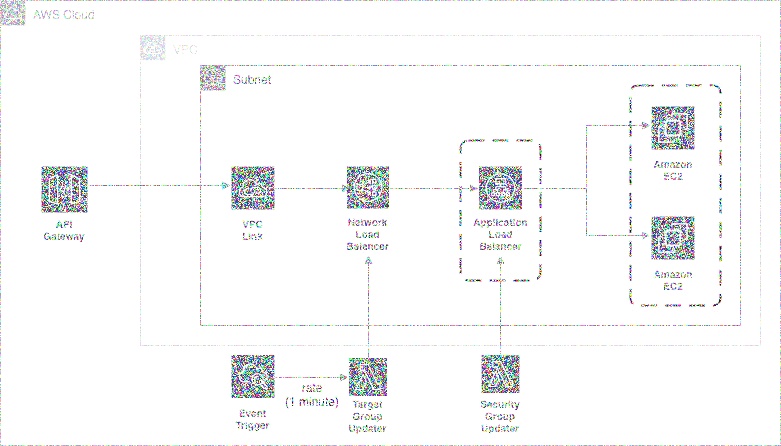 AWS Cloud
VPC
Subnet
API
Gateway
VPC
Link
Network
Load
Balancer
Application
Load
Balancer
Amazon
EC2
Amazon
EC2
Event
Trigger
rate
(1 minute)
Target
Group
Updater
Security
Group
Updater